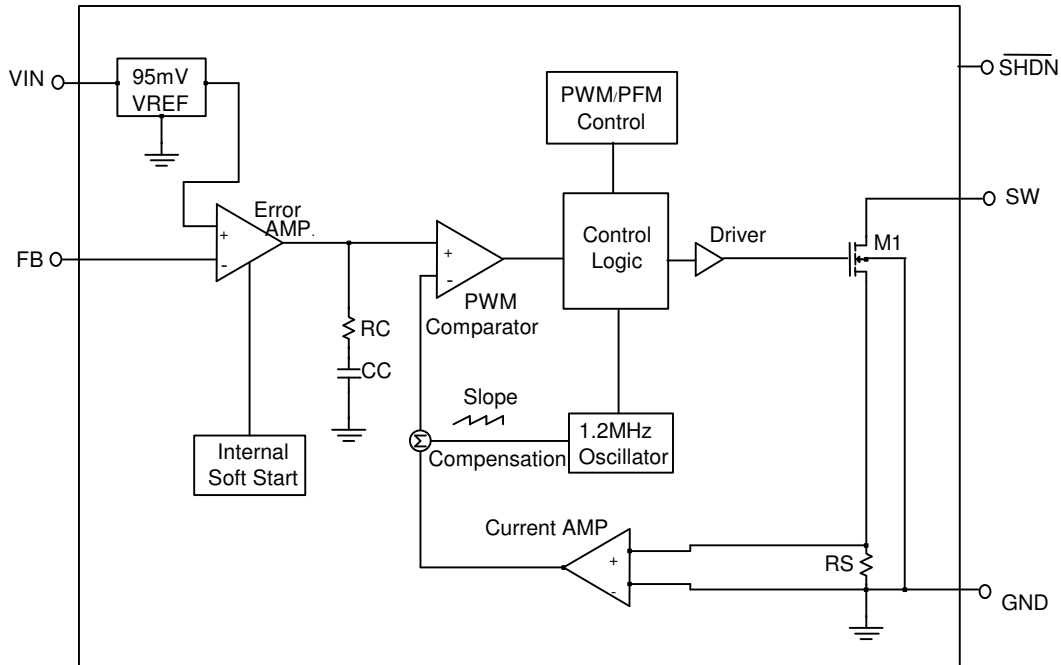 VIN
95mV
VREF
SHDN
PWM/PFM
Control
SW
Error
AMP.
+
-
FB
+
-
Control
Logic
Driver
M1
PWM
Comparator
RC
CC
Slope
Σ
Compensation
1.2MHz
Oscillator
Internal
Soft Start
Current AMP
+
-
RS
GND